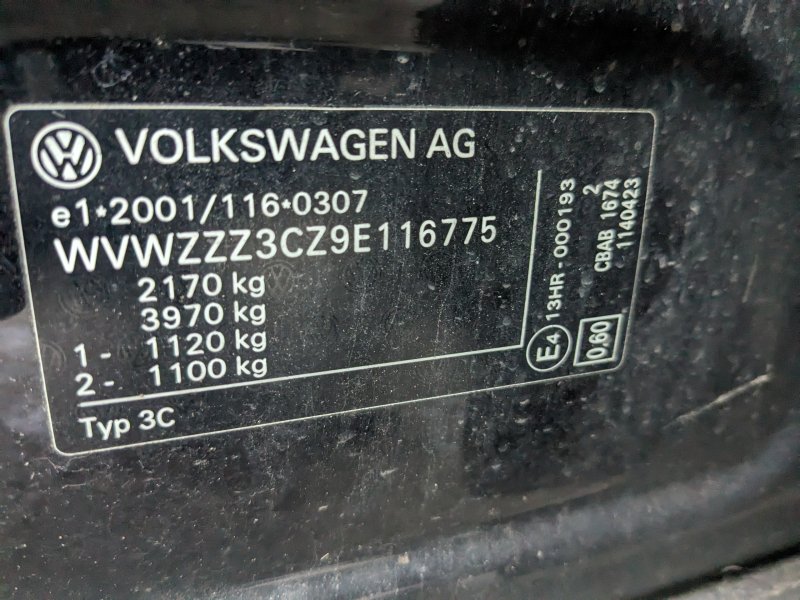 VOLKSWAGEN AG
e1*2001/116*0307
WVWZZZ3CZ9E116775
2170 kg
3970 kg
1 - 1120 kg
2 - 1100 kg
Typ 3C
E4
13HR - 000193
2
CBAB 1674
1140423
0,60